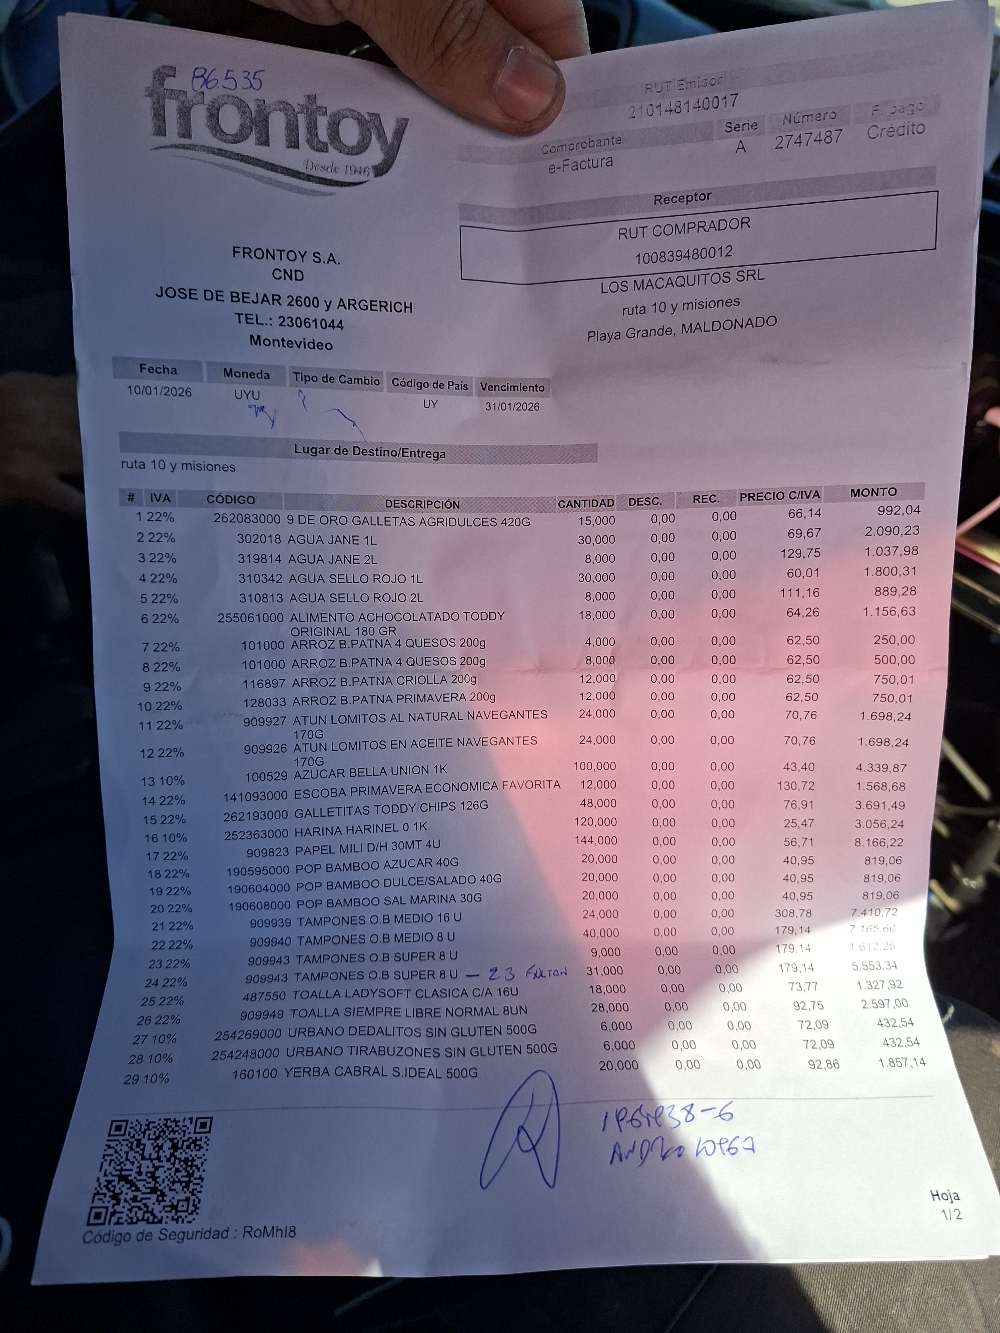 86.535
frontoy
Desde 1946
RUT Emisor
210148140017
Comprobante Serie Número F. pago
e-Factura A 2747487 Crédito
Receptor
RUT COMPRADOR
100839480012
LOS MACAQUITOS SRL
ruta 10 y misiones
Playa Grande, MALDONADO
FRONTOY S.A.
CND
JOSE DE BEJAR 2600 y ARGERICH
TEL.: 23061044
Montevideo
Fecha Moneda Tipo de Cambio Código de País Vencimiento
10/01/2026 UYU UY 31/01/2026
Lugar de Destino/Entrega
ruta 10 y misiones
# IVA CÓDIGO DESCRIPCIÓN CANTIDAD DESC. REC. PRECIO C/IVA MONTO
1 22% 262083000 9 DE ORO GALLETAS AGRIDULCES 420G 15,000 0,00 0,00 66,14 992,04
2 22% 302018 AGUA JANE 1L 30,000 0,00 0,00 69,67 2.090,23
3 22% 319814 AGUA JANE 2L 8,000 0,00 0,00 129,75 1.037,98
4 22% 310342 AGUA SELLO ROJO 1L 30,000 0,00 0,00 60,01 1.800,31
5 22% 310813 AGUA SELLO ROJO 2L 8,000 0,00 0,00 111,16 889,28
6 22% 255061000 ALIMENTO ACHOCOLATADO TODDY 18,000 0,00 0,00 64,26 1.156,63
ORIGINAL 180 GR
7 22% 101000 ARROZ B.PATNA 4 QUESOS 200g 4,000 0,00 0,00 62,50 250,00
8 22% 101000 ARROZ B.PATNA 4 QUESOS 200g 8,000 0,00 0,00 62,50 500,00
9 22% 116897 ARROZ B.PATNA CRIOLLA 200g 12,000 0,00 0,00 62,50 750,01
10 22% 128033 ARROZ B.PATNA PRIMAVERA 200g 12,000 0,00 0,00 62,50 750,01
11 22% 909927 ATUN LOMITOS AL NATURAL NAVEGANTES 24,000 0,00 0,00 70,76 1.698,24
170G
12 22% 909926 ATUN LOMITOS EN ACEITE NAVEGANTES 24,000 0,00 0,00 70,76 1.698,24
170G
13 10% 100529 AZUCAR BELLA UNION 1K 100,000 0,00 0,00 43,40 4.339,87
14 22% 141093000 ESCOBA PRIMAVERA ECONOMICA FAVORITA 12,000 0,00 0,00 130,72 1.568,68
15 22% 262193000 GALLETITAS TODDY CHIPS 126G 48,000 0,00 0,00 76,91 3.691,49
16 10% 252363000 HARINA HARINEL 0 1K 120,000 0,00 0,00 25,47 3.056,24
17 22% 909823 PAPEL MILI D/H 30MT 4U 144,000 0,00 0,00 56,71 8.166,22
18 22% 190595000 POP BAMBOO AZUCAR 40G 20,000 0,00 0,00 40,95 819,06
19 22% 190604000 POP BAMBOO DULCE/SALADO 40G 20,000 0,00 0,00 40,95 819,06
20 22% 190608000 POP BAMBOO SAL MARINA 30G 20,000 0,00 0,00 40,95 819,06
21 22% 909939 TAMPONES O.B MEDIO 16 U 24,000 0,00 0,00 308,78 7.410,72
22 22% 909940 TAMPONES O.B MEDIO 8 U 40,000 0,00 0,00 179,14 7.165,60
23 22% 909943 TAMPONES O.B SUPER 8 U 9,000 0,00 0,00 179,14 1.612,25
24 22% 909943 TAMPONES O.B SUPER 8 U - 23 FALTON 31,000 0,00 0,00 179,14 5.553,34
25 22% 487550 TOALLA LADYSOFT CLASICA C/A 16U 18,000 0,00 0,00 73,77 1.327,92
26 22% 909949 TOALLA SIEMPRE LIBRE NORMAL 8UN 28,000 0,00 0,00 92,75 2.597,00
27 10% 254269000 URBANO DEDALITOS SIN GLUTEN 500G 6,000 0,00 0,00 72,09 432,54
28 10% 254248000 URBANO TIRABUZONES SIN GLUTEN 500G 6,000 0,00 0,00 72,09 432,54
29 10% 160100 YERBA CABRAL S.IDEAL 500G 20,000 0,00 0,00 92,86 1.857,14
Código de Seguridad : RoMhI8
Hoja
1/2